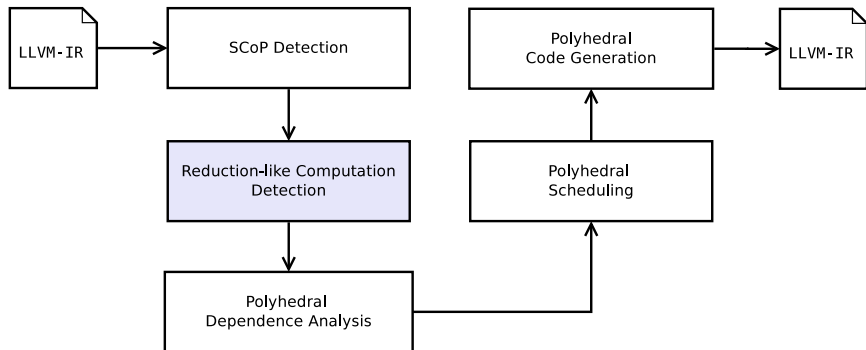 LLVM-IR
SCoP Detection
Reduction-like Computation
Detection
Polyhedral
Dependence Analysis
Polyhedral
Scheduling
Polyhedral
Code Generation
LLVM-IR